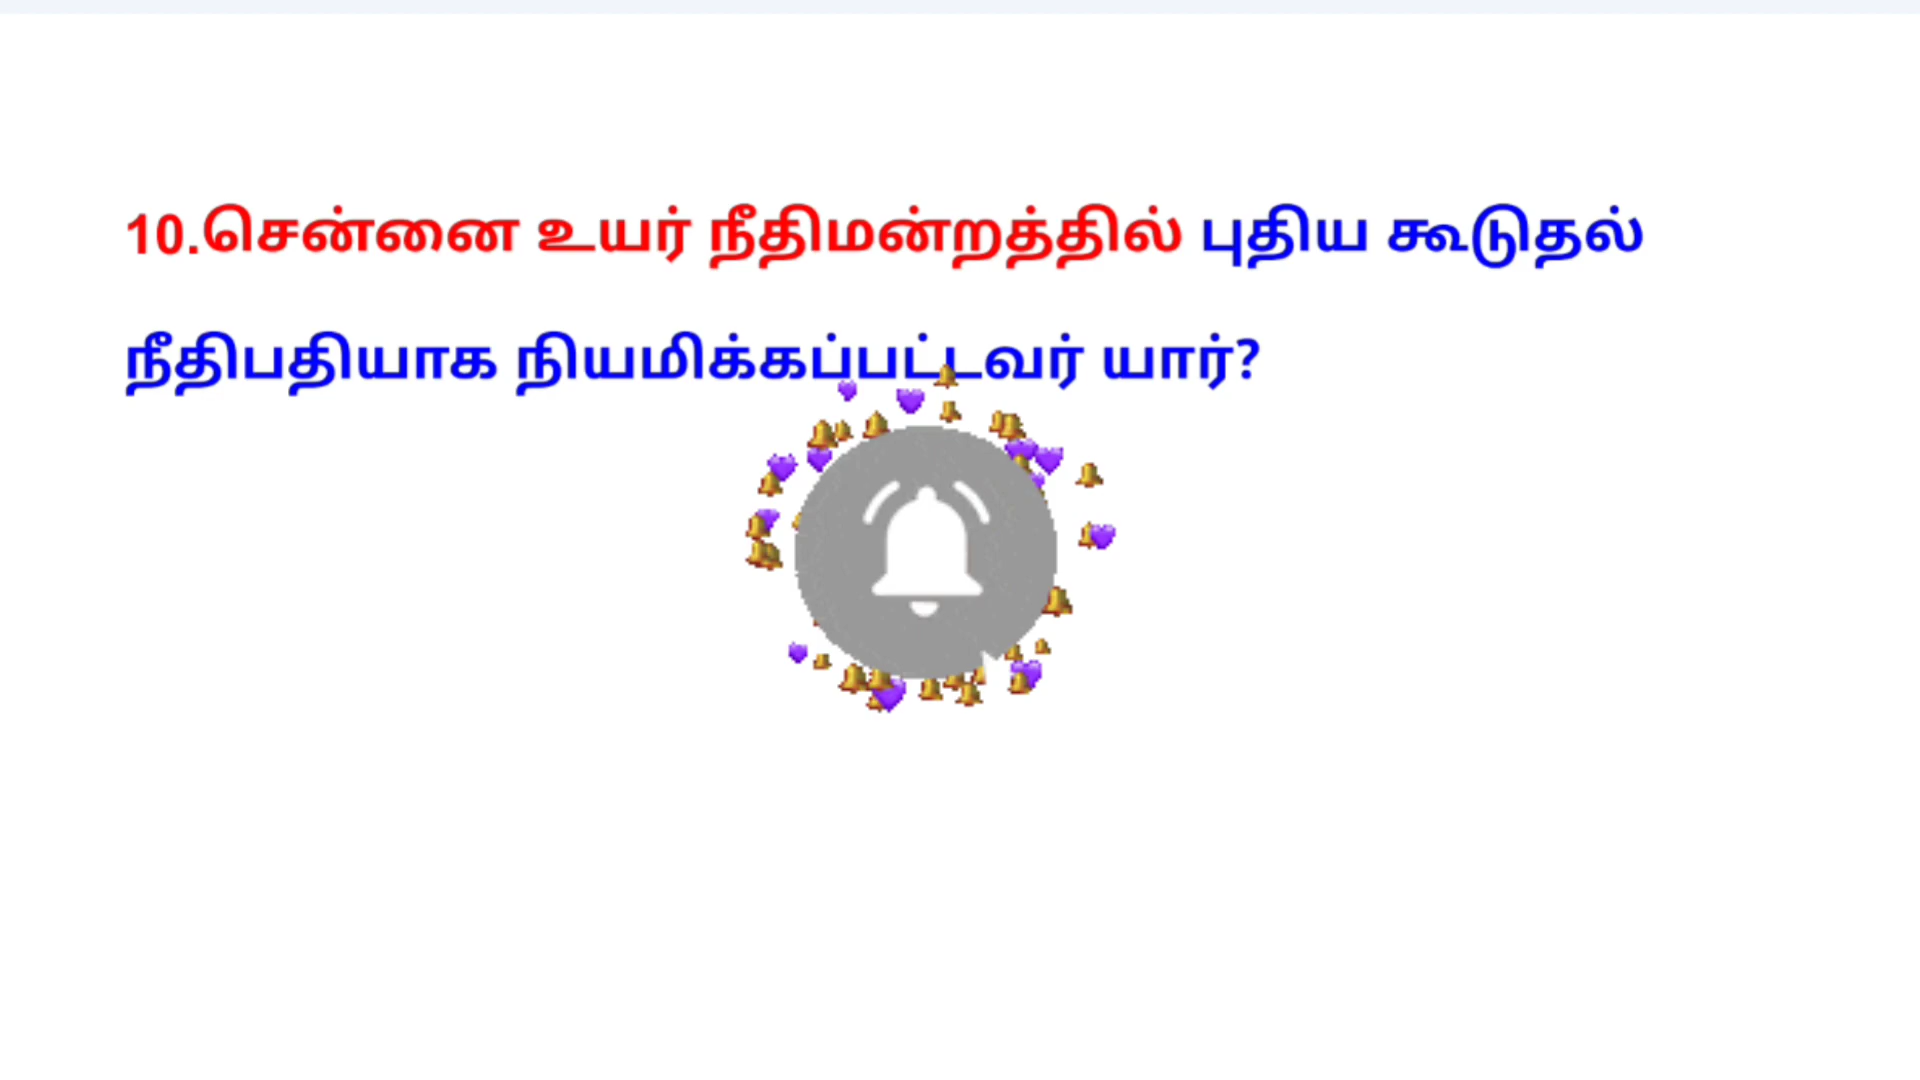 10.சென்னை உயர் நீதிமன்றத்தில் புதிய கூடுதல்
நீதிபதியாக நியமிக்கப்பட்டவர் யார்?